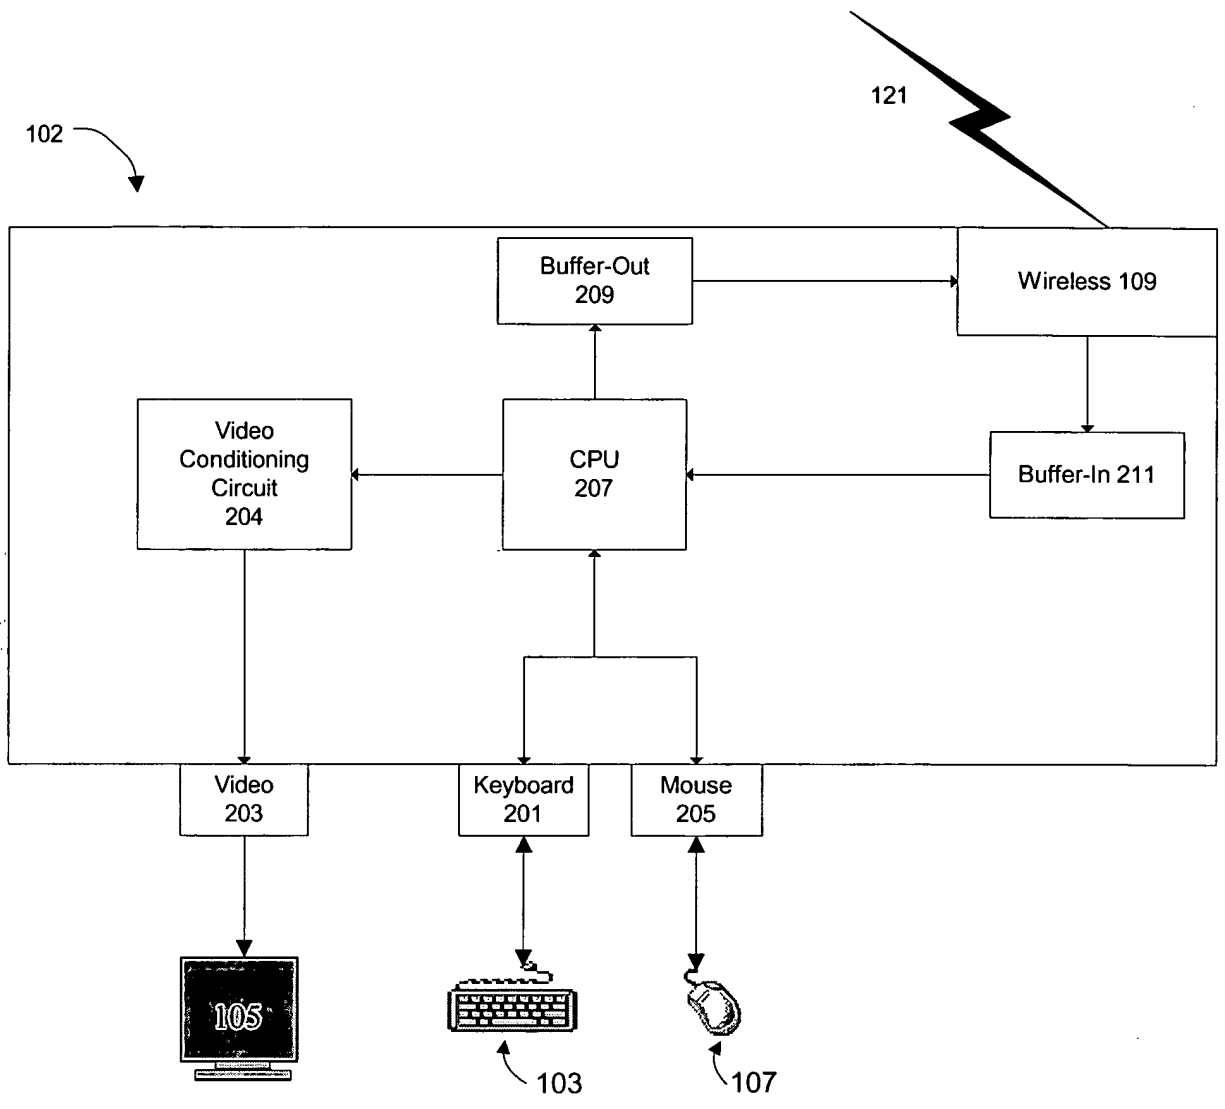 121
102
Buffer-Out
209
Wireless 109
Video
Conditioning
Circuit
204
CPU
207
Buffer-In 211
Video
203
Keyboard
201
Mouse
205
105
103
107